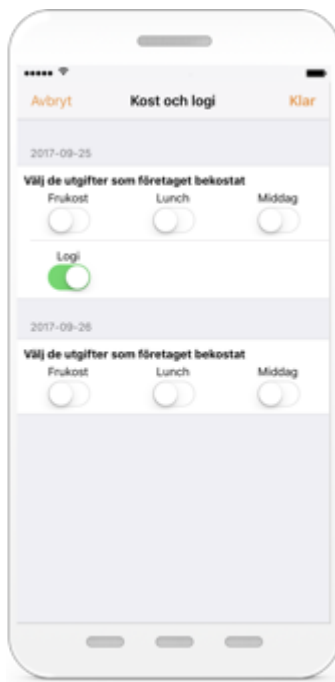 Avbryt Kost och logi Klar
2017-09-25
Välj de utgifter som företaget bekostat
Frukost Lunch Middag
Logi
2017-09-26
Välj de utgifter som företaget bekostat
Frukost Lunch Middag